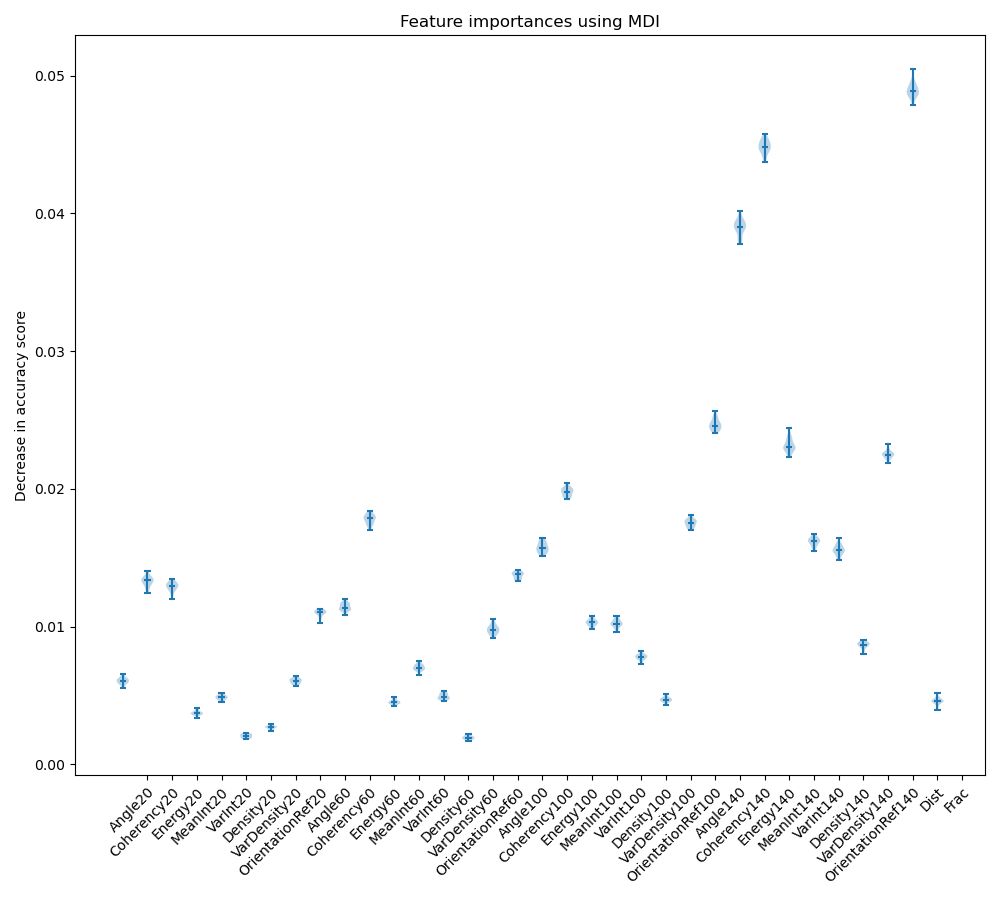 Feature importances using MDI
Decrease in accuracy score
0.05
0.04
0.03
0.02
0.01
0.00
Angle20
Coherency20
Energy20
MeanInt20
VarInt20
Density20
VarDensity20
OrientationRef20
Angle60
Coherency60
Energy60
MeanInt60
VarInt60
Density60
VarDensity60
OrientationRef60
Angle100
Coherency100
Energy100
MeanInt100
VarInt100
Density100
VarDensity100
OrientationRef100
Angle140
Coherency140
Energy140
MeanInt140
VarInt140
Density140
VarDensity140
OrientationRef140
Dist
Frac